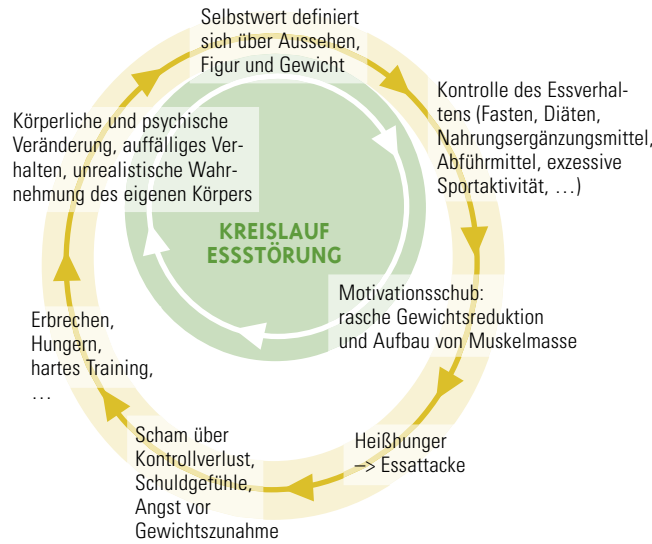 Selbstwert definiert
sich über Aussehen,
Figur und Gewicht
Kontrolle des Essverhal-
tens (Fasten, Diäten,
Nahrungsergänzungsmittel,
Abführmittel, exzessive
Sportaktivität, …)
Körperliche und psychische
Veränderung, auffälliges Ver-
halten, unrealistische Wahr-
nehmung des eigenen Körpers
KREISLAUF
ESSSTÖRUNG
Motivationsschub:
rasche Gewichtsreduktion
und Aufbau von Muskelmasse
Erbrechen,
Hungern,
hartes Training,
…
Scham über
Kontrollverlust,
Schuldgefühle,
Angst vor
Gewichtszunahme
Heißhunger
–> Essattacke